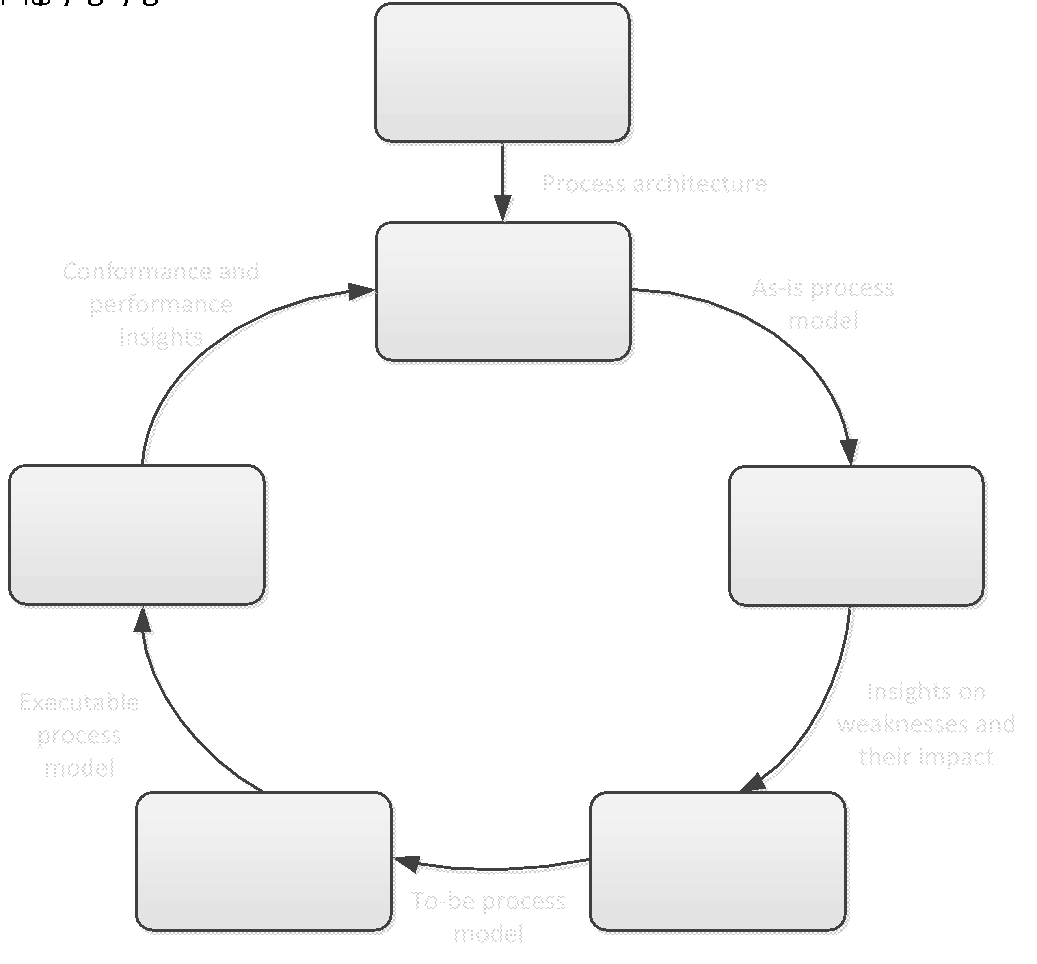 Process architecture
Conformance and
performance
insights
As-is process
model
Executable
process
model
Insights on
weaknesses and
their impact
To-be process
model